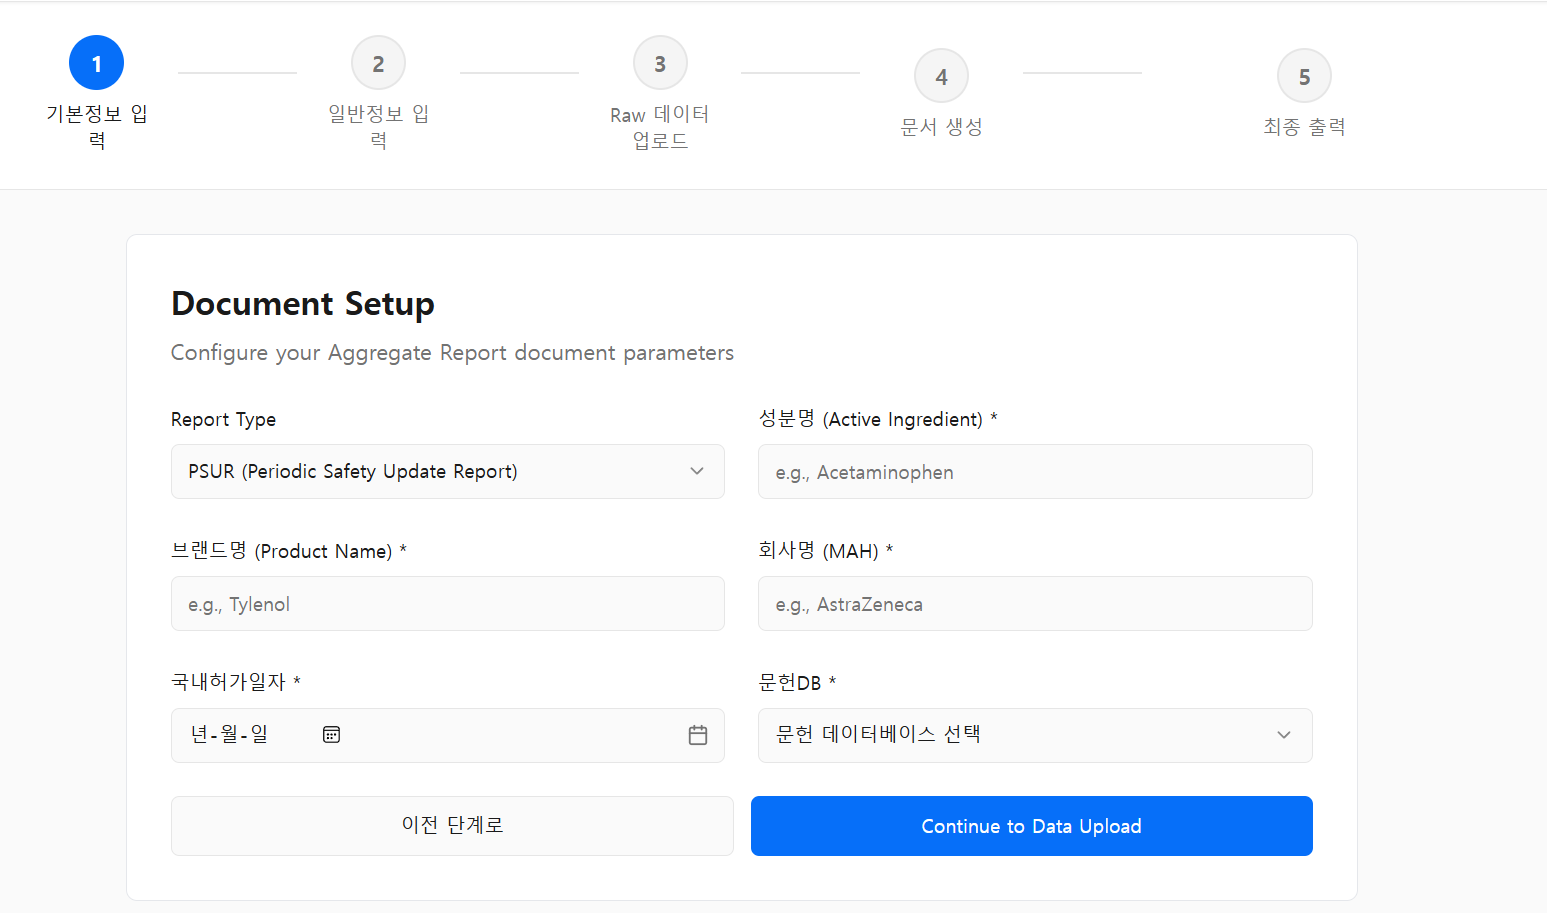 1
기본정보 입
력
2
일반정보 입
력
3
Raw 데이터
업로드
4
문서 생성
5
최종 출력
Document Setup
Configure your Aggregate Report document parameters
Report Type
PSUR (Periodic Safety Update Report)
성분명 (Active Ingredient) *
e.g., Acetaminophen
브랜드명 (Product Name) *
e.g., Tylenol
회사명 (MAH) *
e.g., AstraZeneca
국내허가일자 *
년-월-일
문헌DB *
문헌 데이터베이스 선택
이전 단계로
Continue to Data Upload